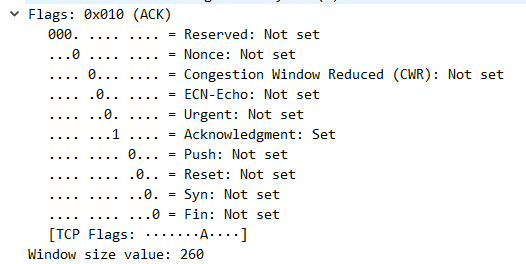 Flags: 0x010 (ACK)
000. .... .... = Reserved: Not set
...0 .... .... = Nonce: Not set
.... 0... .... = Congestion Window Reduced (CWR): Not set
.... .0.. .... = ECN-Echo: Not set
.... ..0. .... = Urgent: Not set
.... ...1 .... = Acknowledgment: Set
.... .... 0... = Push: Not set
.... .... .0.. = Reset: Not set
.... .... ..0. = Syn: Not set
.... .... ...0 = Fin: Not set
[TCP Flags: ·······A····]
Window size value: 260